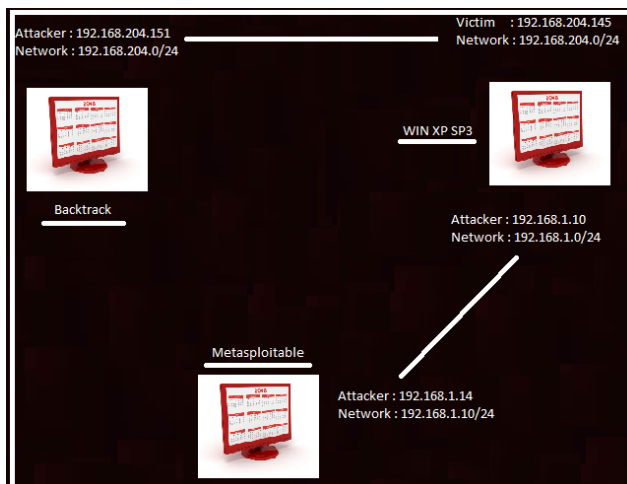 Attacker : 192.168.204.151
Network : 192.168.204.0/24
Victim : 192.168.204.145
Network : 192.168.204.0/24
WIN XP SP3
Backtrack
Attacker : 192.168.1.10
Network : 192.168.1.0/24
Metasploitable
Attacker : 192.168.1.14
Network : 192.168.1.10/24